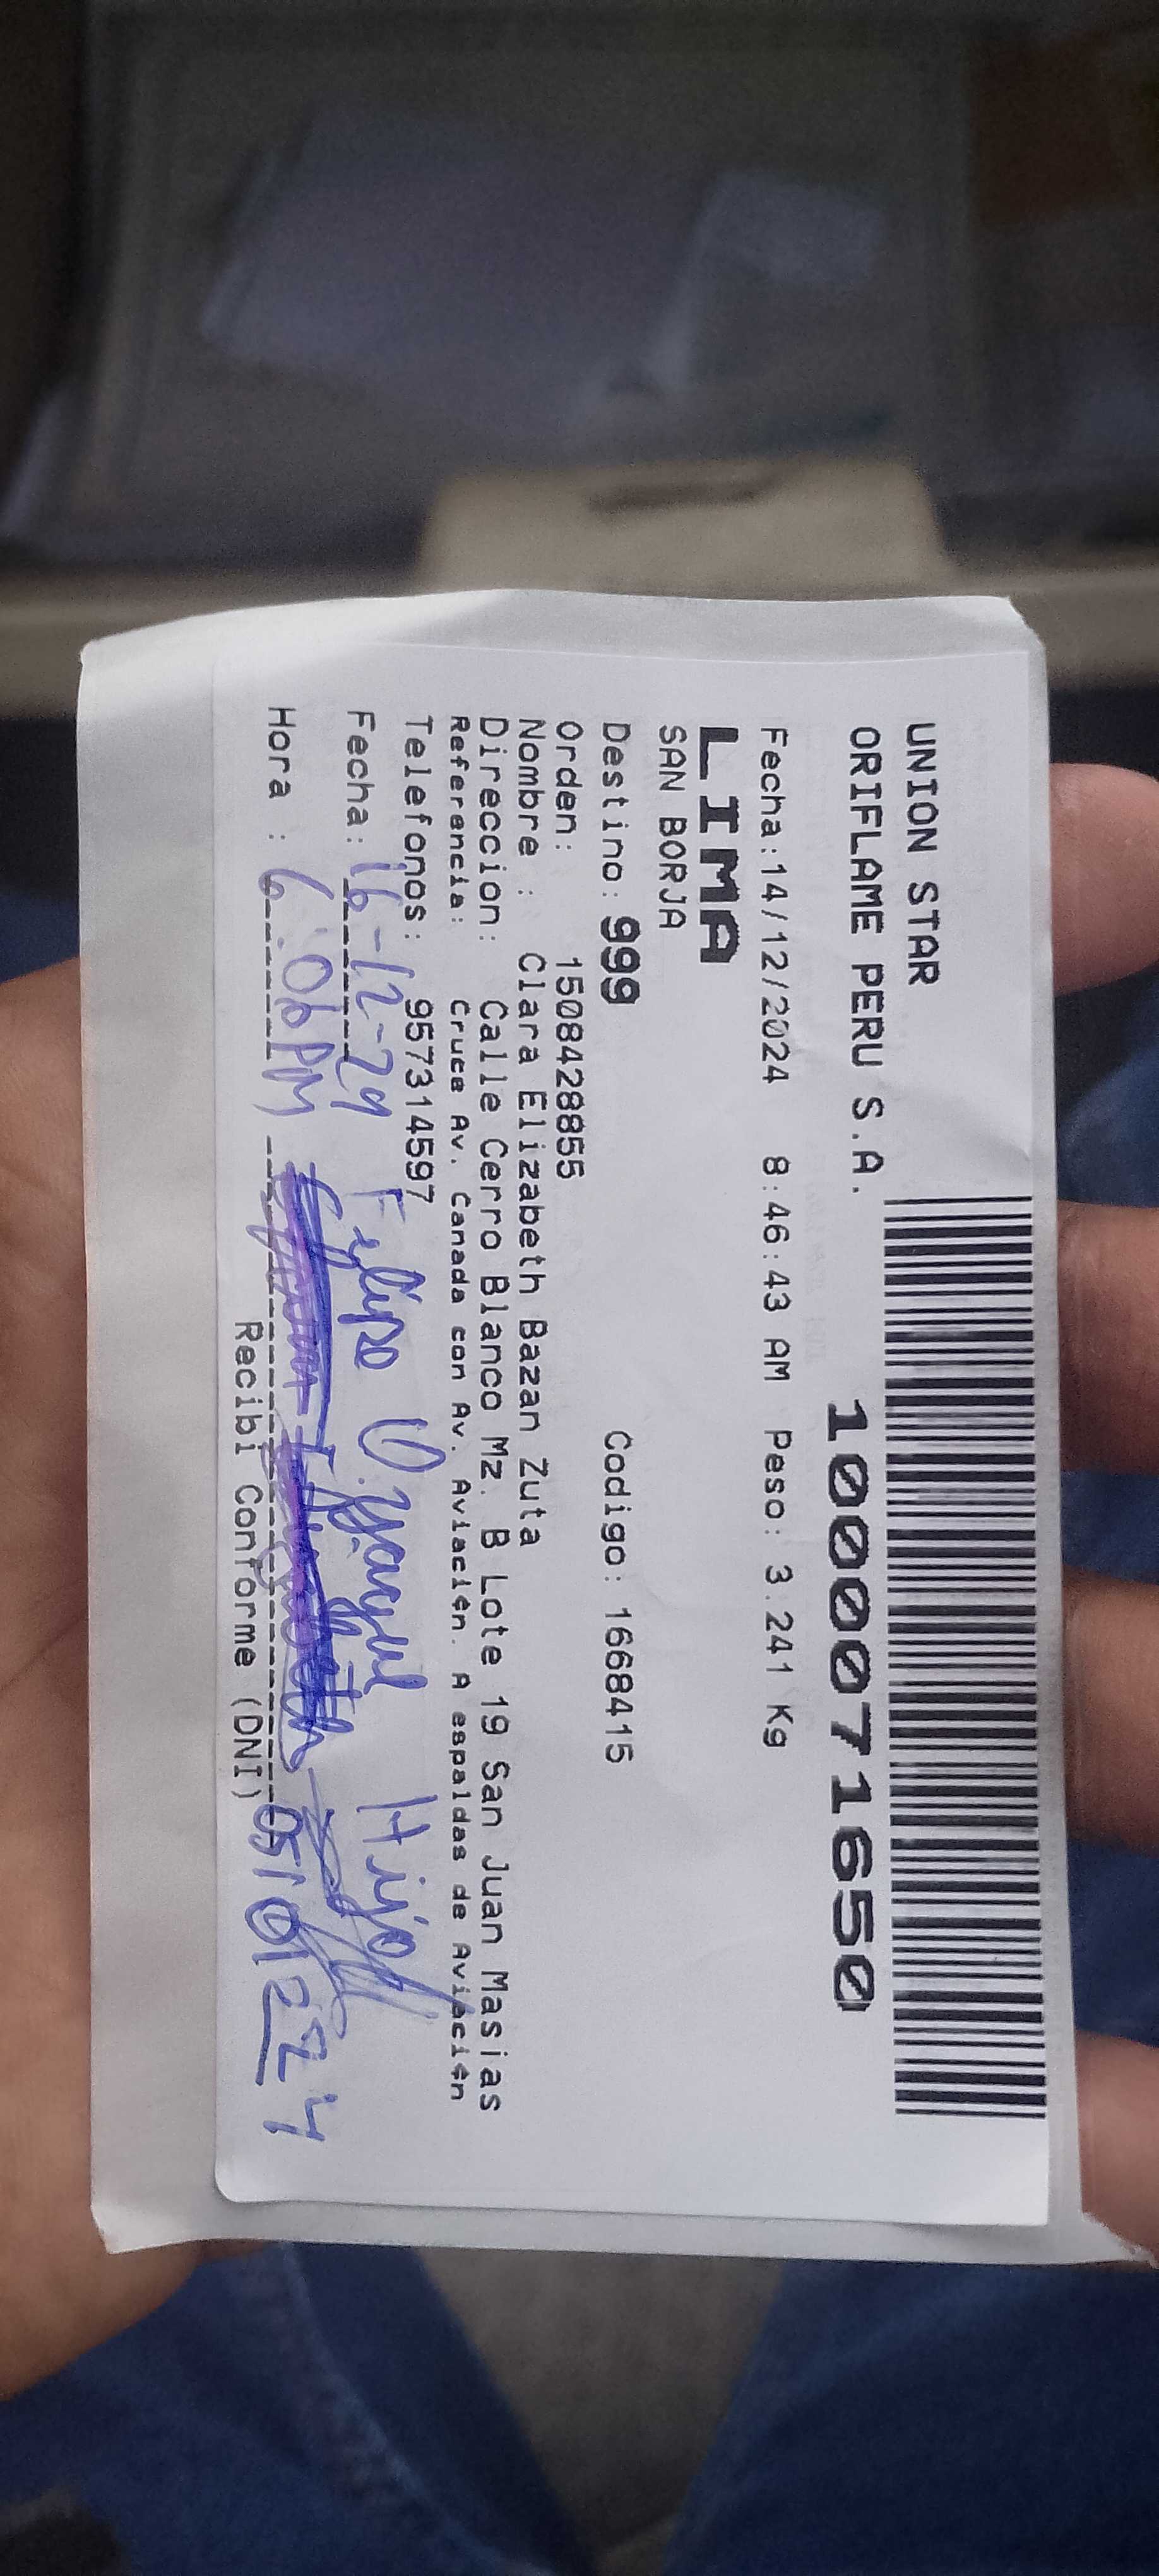 UNION STAR
ORIFLAME PERU S.A.
1000071650
Fecha:14/12/2024 8:46:43 AM Peso: 3.241 Kg
LIMA
SAN BORJA
Destino: 999 Codigo: 1668415
Orden: 1508428855
Nombre : Clara Elizabeth Bazan Zuta
Direccion: Calle Cerro Blanco Mz. B Lote 19 San Juan Masias
Referencia: Cruce Av. Canada con Av. Aviación. A espaldas de Aviación
Telefonos: 957314597
Fecha: 16-12-24
Hora : 6:06 PM
Recibi Conforme (DNI)